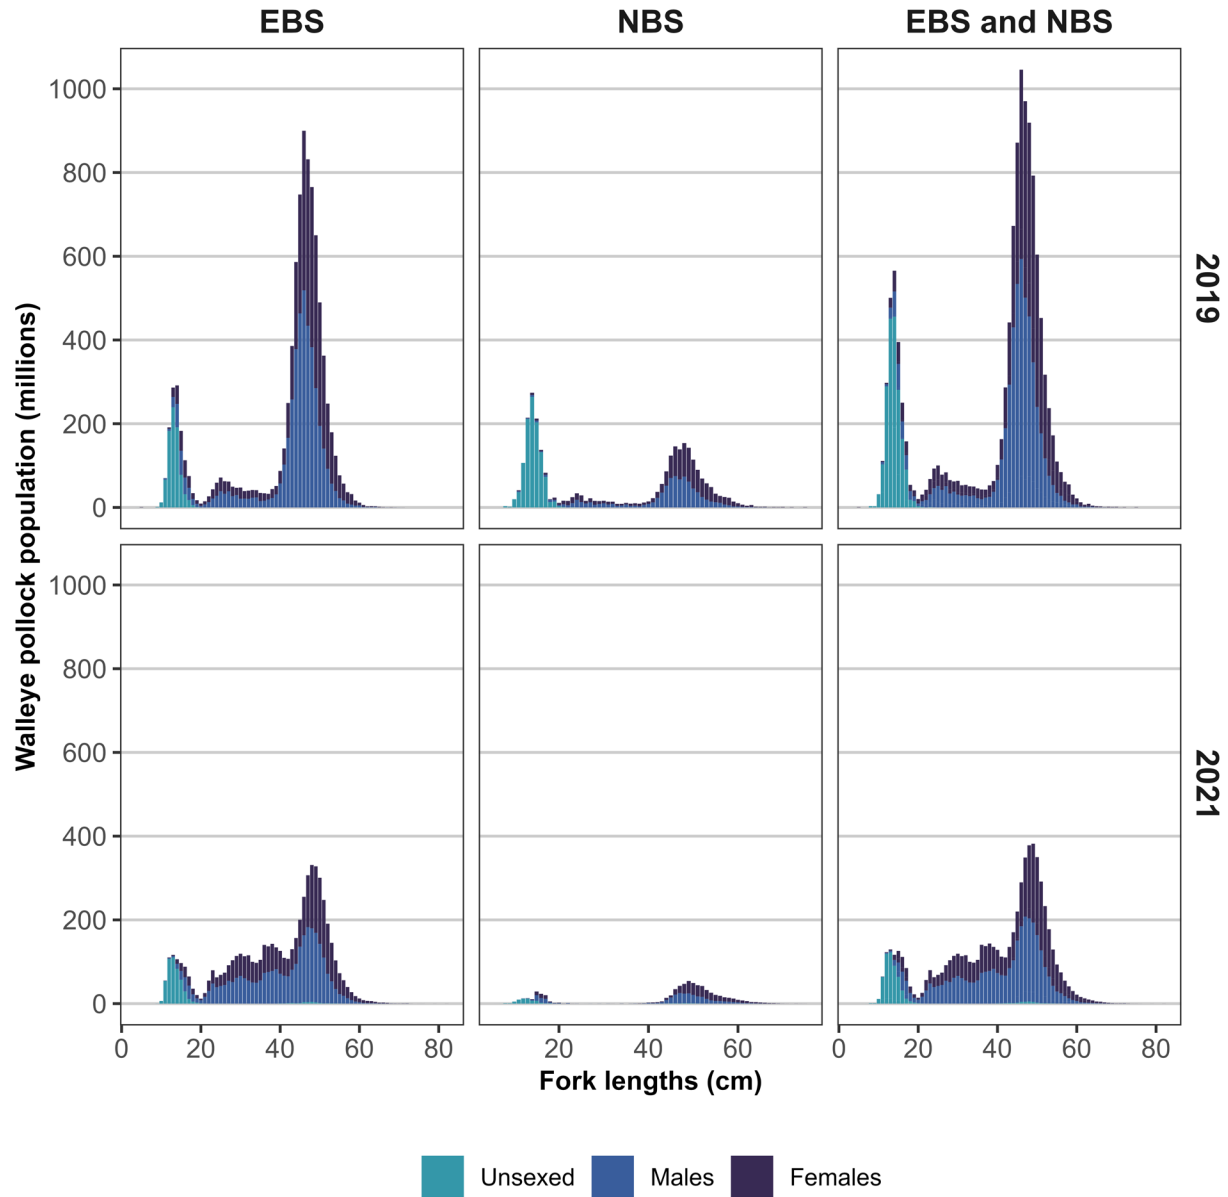 EBS NBS EBS and NBS
Walleye pollock population (millions)
1000
800
600
400
200
0
2019
1000
800
600
400
200
0
2021
0 20 40 60 80 20 40 60 0 20 40 60 80
Fork lengths (cm)
Unsexed Males Females